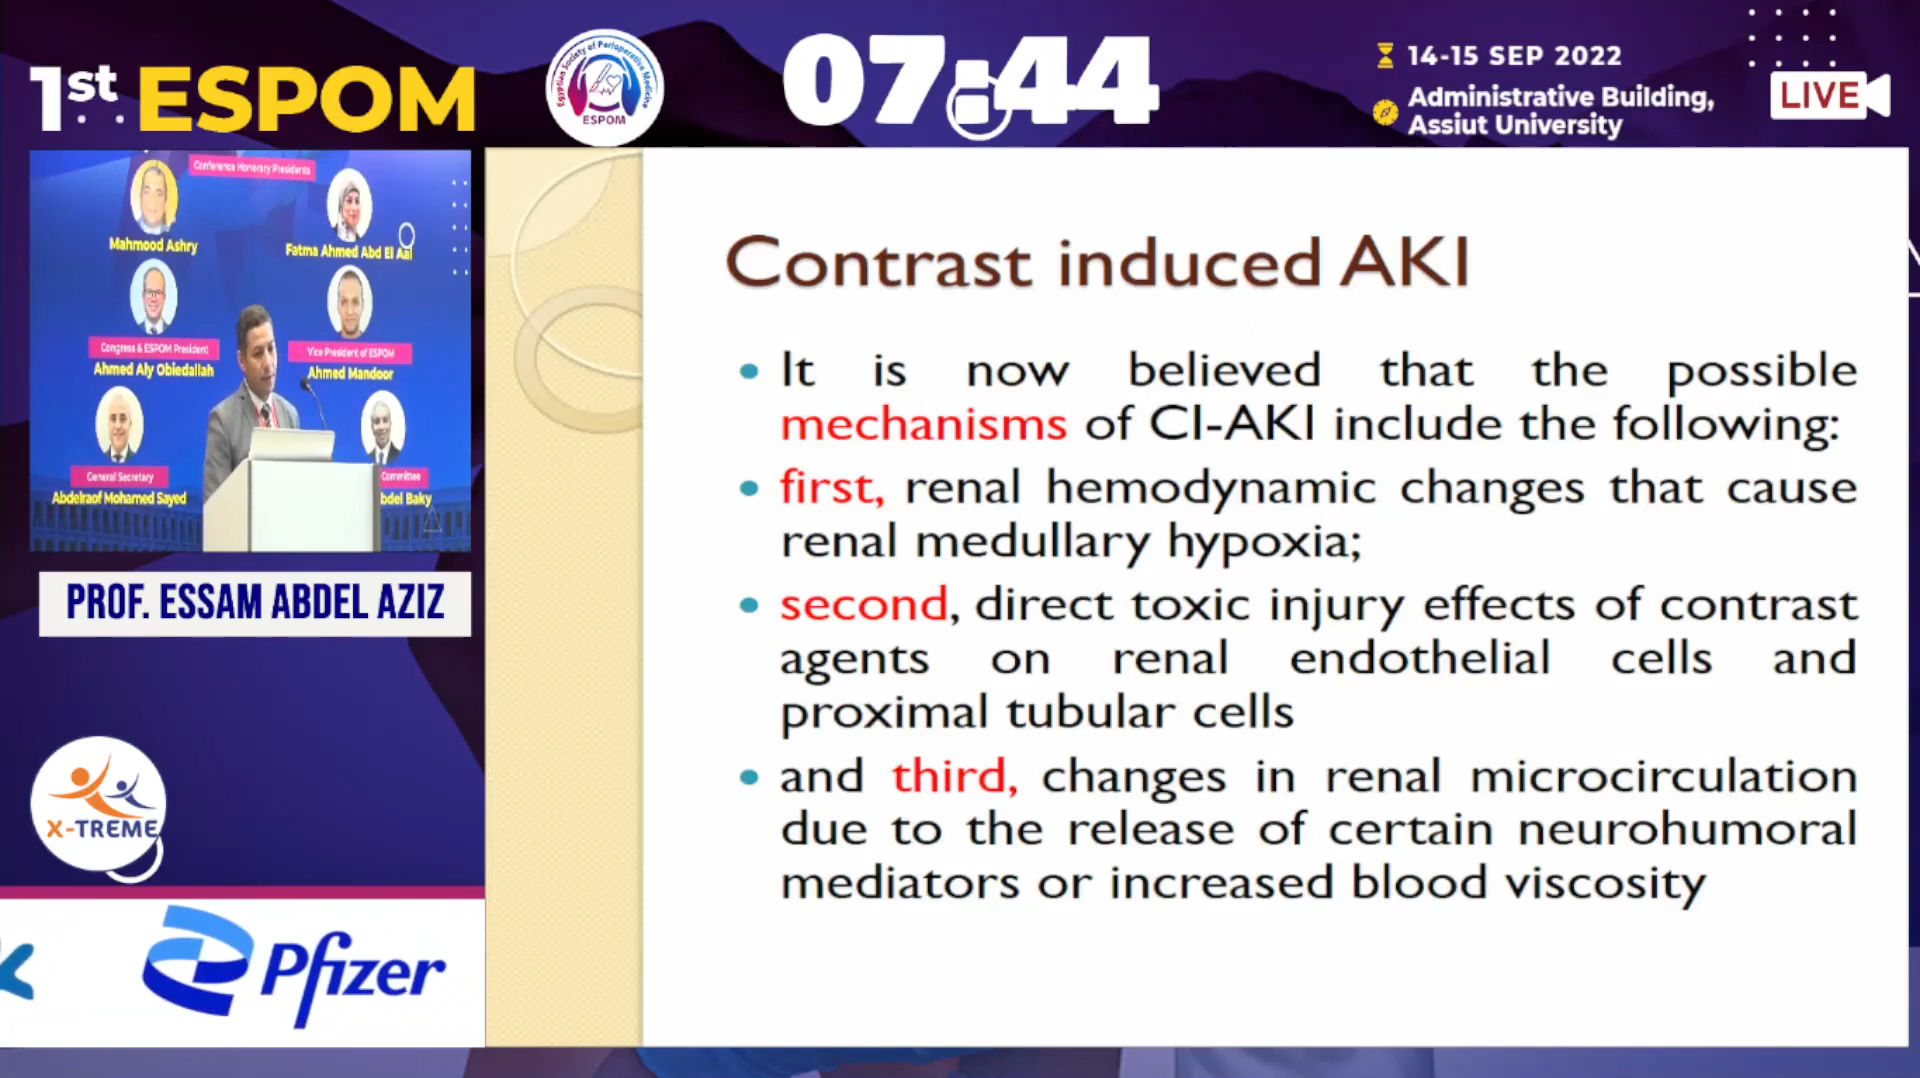 1st ESPOM
Egyptian Society of Perioperative Medicine
ESPOM
07:44
14-15 SEP 2022
Administrative Building,
Assiut University
LIVE
Conference Honorary Presidents
Mahmood Ashry
Fatma Ahmed Abd El Aal
Congress & ESPOM President
Ahmed Aly Obiedallah
Vice President of ESPOM
Ahmed Mandoor
General Secretary
Abdelraof Mohamed Sayed
Committee
bdel Baky
PROF. ESSAM ABDEL AZIZ
X-TREME
Pfizer
Contrast induced AKI
• It is now believed that the possible
mechanisms of CI-AKI include the following:
• first, renal hemodynamic changes that cause
renal medullary hypoxia;
• second, direct toxic injury effects of contrast
agents on renal endothelial cells and
proximal tubular cells
• and third, changes in renal microcirculation
due to the release of certain neurohumoral
mediators or increased blood viscosity